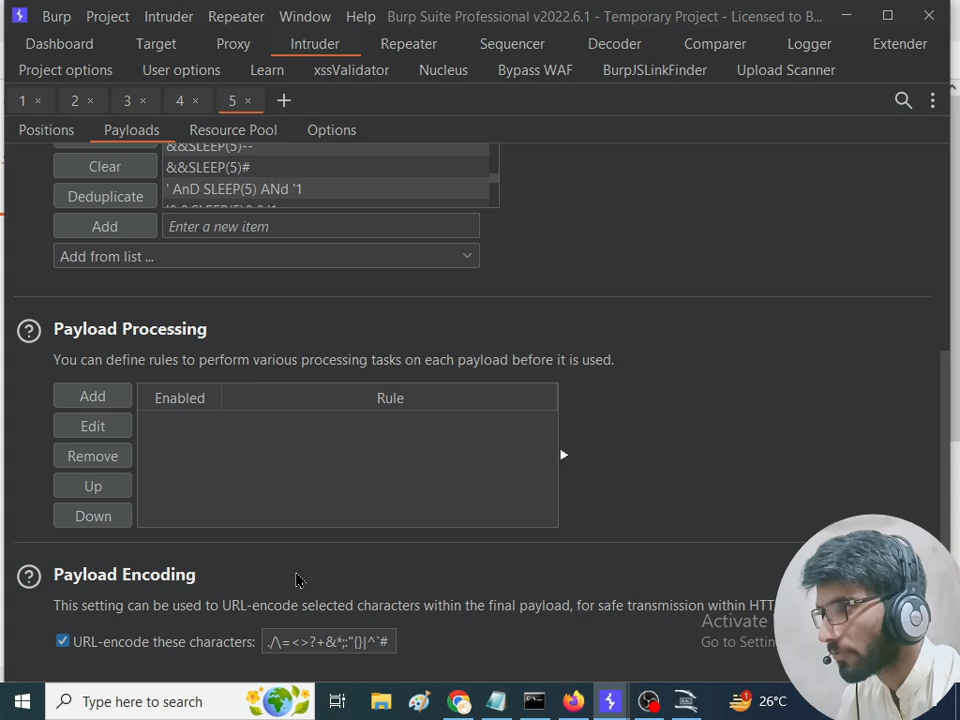 Burp Project Intruder Repeater Window Help Burp Suite Professional v2022.6.1 - Temporary Project - Licensed to B...
Dashboard Target Proxy Intruder Repeater Sequencer Decoder Comparer Logger Extender
Project options User options Learn xssValidator Nucleus Bypass WAF BurpJSLinkFinder Upload Scanner
1 × 2 × 3 × 4 × 5 × +
Positions Payloads Resource Pool Options
&&SLEEP(5)--
Clear &&SLEEP(5)#
Deduplicate ' AnD SLEEP(5) ANd '1
Add Enter a new item
Add from list ...
? Payload Processing
You can define rules to perform various processing tasks on each payload before it is used.
Add Enabled Rule
Edit
Remove
Up
Down
? Payload Encoding
This setting can be used to URL-encode selected characters within the final payload, for safe transmission within HTT
Activate
URL-encode these characters: ./\=<>?+&*;:"{}|^`#
Go to Settin
Type here to search 26°C